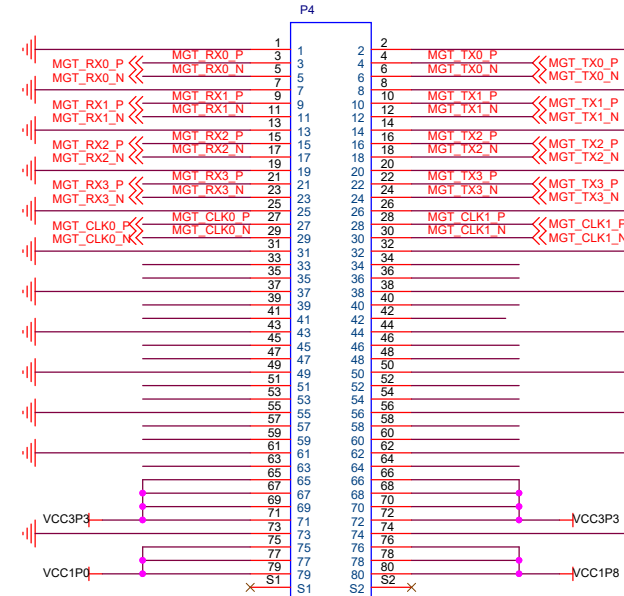 P4
1 1 2 2
MGT_RX0_P MGT_RX0_P 3 3 4 4 MGT_TX0_P MGT_TX0_P
MGT_RX0_N MGT_RX0_N 5 5 6 6 MGT_TX0_N MGT_TX0_N
7 7 8 8
MGT_RX1_P MGT_RX1_P 9 9 10 10 MGT_TX1_P MGT_TX1_P
MGT_RX1_N MGT_RX1_N 11 11 12 12 MGT_TX1_N MGT_TX1_N
13 13 14 14
MGT_RX2_P MGT_RX2_P 15 15 16 16 MGT_TX2_P MGT_TX2_P
MGT_RX2_N MGT_RX2_N 17 17 18 18 MGT_TX2_N MGT_TX2_N
19 19 20 20
MGT_RX3_P MGT_RX3_P 21 21 22 22 MGT_TX3_P MGT_TX3_P
MGT_RX3_N MGT_RX3_N 23 23 24 24 MGT_TX3_N MGT_TX3_N
25 25 26 26
MGT_CLK0_P MGT_CLK0_P 27 27 28 28 MGT_CLK1_P MGT_CLK1_P
MGT_CLK0_N MGT_CLK0_N 29 29 30 30 MGT_CLK1_N MGT_CLK1_N
31 31 32 32
33 33 34 34
35 35 36 36
37 37 38 38
39 39 40 40
41 41 42 42
43 43 44 44
45 45 46 46
47 47 48 48
49 49 50 50
51 51 52 52
53 53 54 54
55 55 56 56
57 57 58 58
59 59 60 60
61 61 62 62
63 63 64 64
65 65 66 66
67 67 68 68
69 69 70 70
VCC3P3 71 71 72 72 VCC3P3
73 73 74 74
75 75 76 76
77 77 78 78
VCC1P0 79 79 80 80 VCC1P8
S1 S1 S2 S2